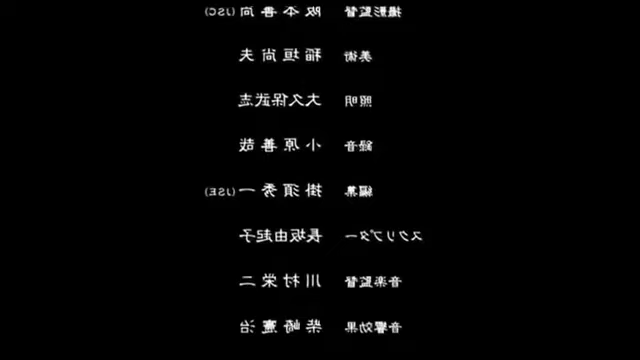 撮影監督 阪本善尚(JSC)
美術 稲垣尚夫
照明 大久保武志
録音 小原善哉
編集 掛須秀一(JSE)
スクリプター 長坂由起子
音楽監督 川村栄二
音響効果 柴崎憲治